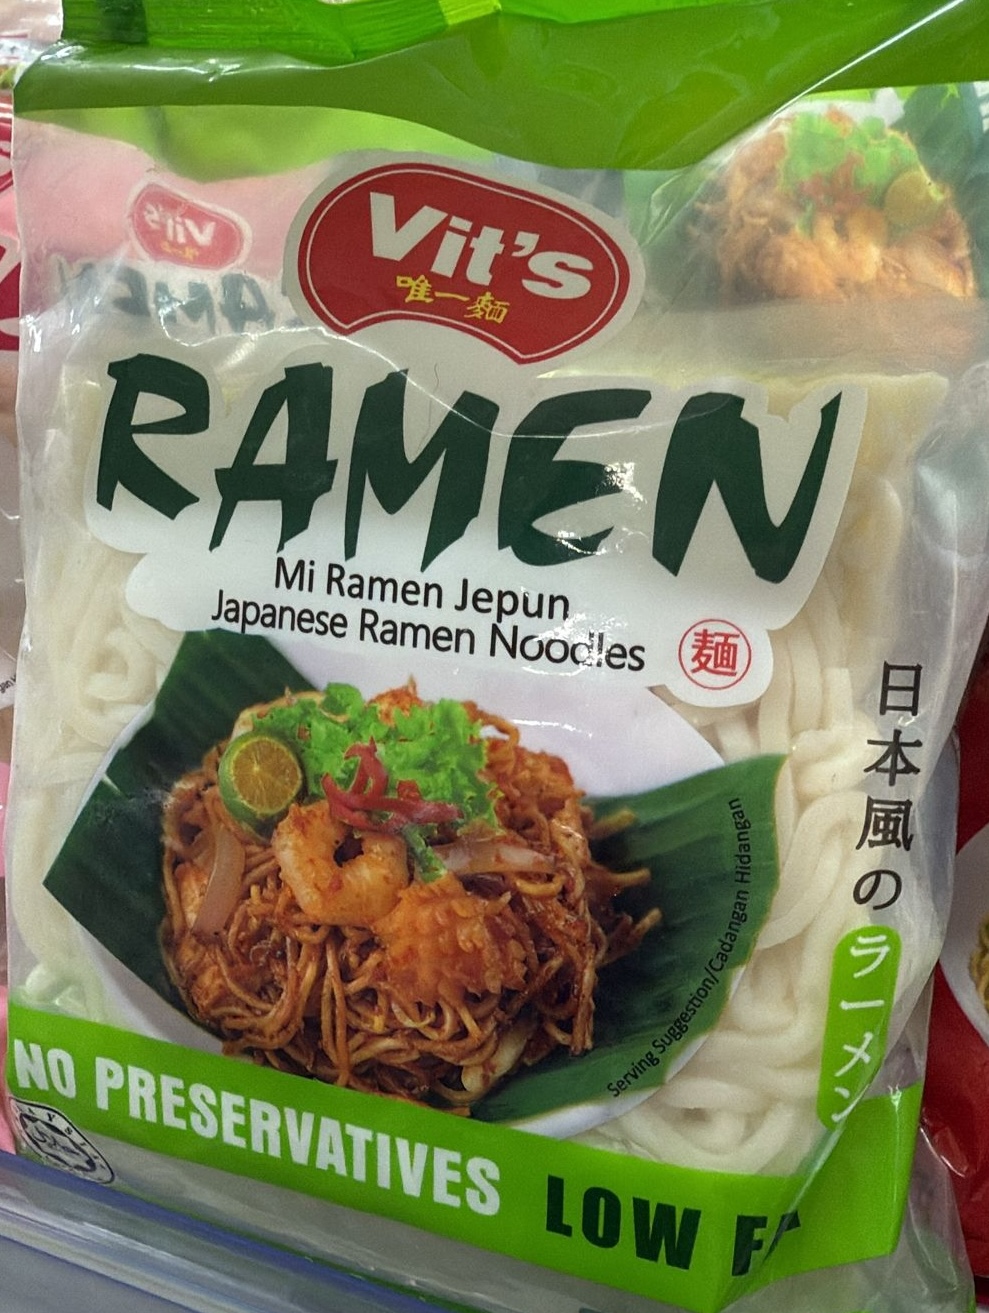 Vit's
唯一麵
RAMEN
Mi Ramen Jepun
Japanese Ramen Noodles
麵
日本風の
ラーメン
Serving Suggestion/Cadangan Hidangan
NO PRESERVATIVES
LOW
Vit's